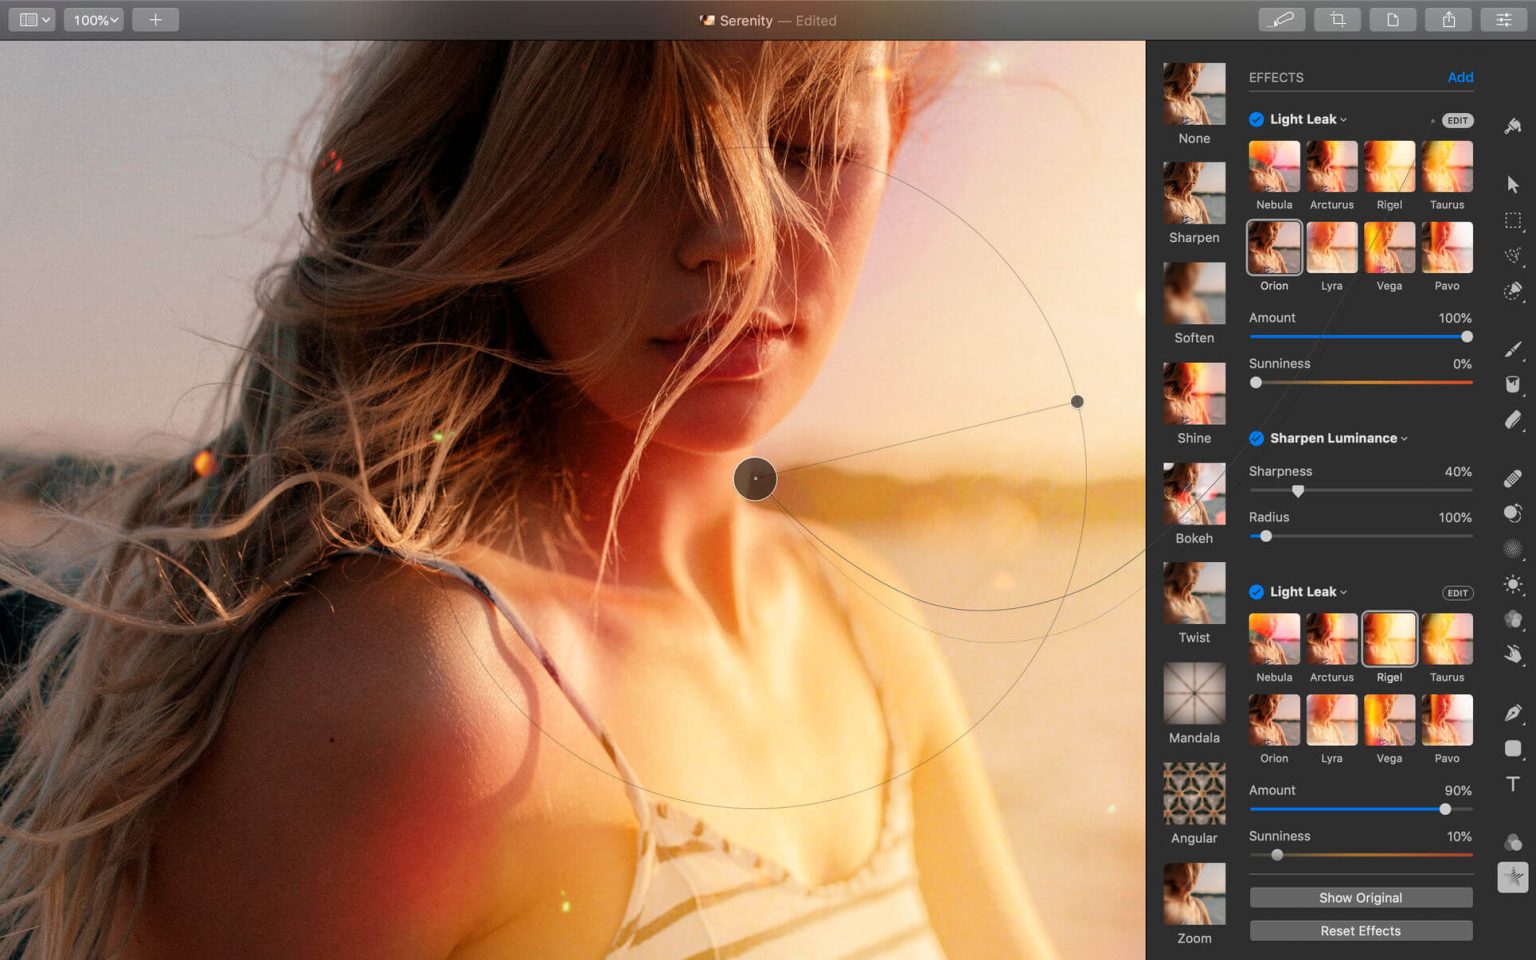 100%
Serenity — Edited
None
Sharpen
Soften
Shine
Bokeh
Twist
Mandala
Angular
Zoom
EFFECTS Add
Light Leak EDIT
Nebula Arcturus Rigel Taurus
Orion Lyra Vega Pavo
Amount 100%
Sunniness 0%
Sharpen Luminance
Sharpness 40%
Radius 100%
Light Leak EDIT
Nebula Arcturus Rigel Taurus
Orion Lyra Vega Pavo
Amount 90%
Sunniness 10%
Show Original
Reset Effects
T